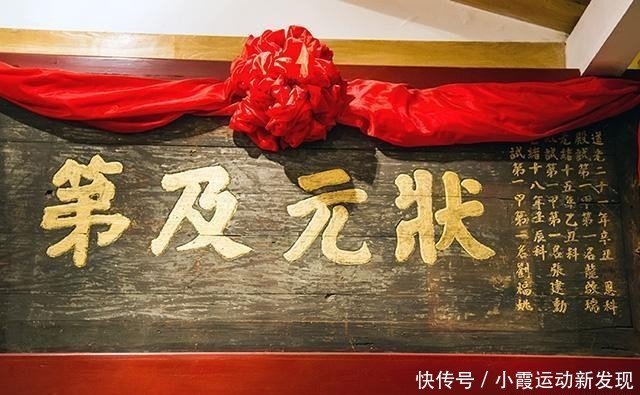 狀元及第
道光二十一年辛丑恩科
殿試第一甲第一名龍啟瑞
光緒十五年己丑科
殿試第一甲第一名張建勳
光緒十八年壬辰科
殿試第一甲第一名劉福姚
快传号/小霞运动新发现